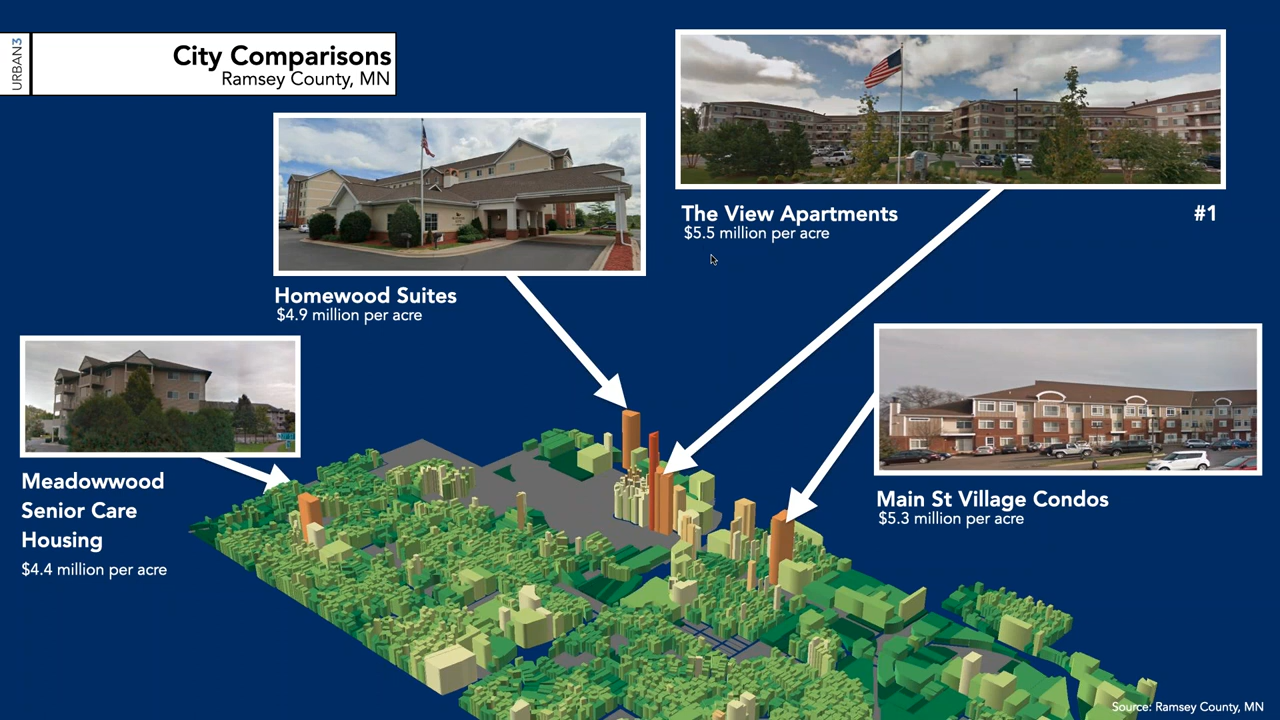 URBAN3
City Comparisons
Ramsey County, MN
The View Apartments
#1
$5.5 million per acre
Homewood Suites
$4.9 million per acre
Meadowwood
Senior Care
Housing
$4.4 million per acre
Main St Village Condos
$5.3 million per acre
Source: Ramsey County, MN